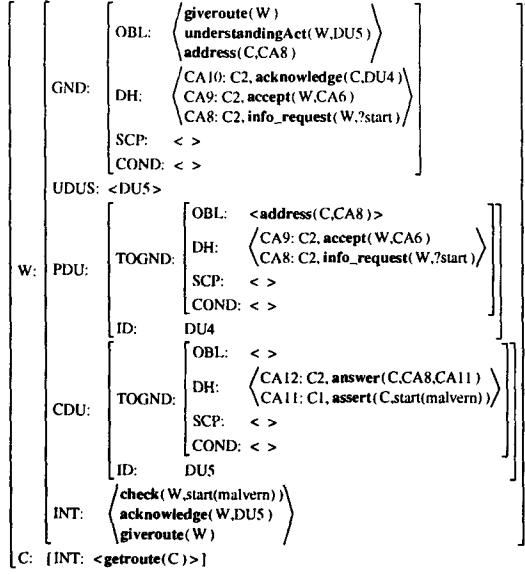 giveroute(W)
OBL: understandingAct(W,DU5)
address(C,CA8)
CA10: C2, acknowledge(C,DU4)
GND: DH: CA9: C2, accept(W,CA6)
CA8: C2, info_request(W,?start)
SCP: < >
COND: < >
UDUS: <DU5>
OBL: <address(C,CA8)>
CA9: C2, accept(W,CA6)
TOGND: DH: CA8: C2, info_request(W,?start)
W: PDU: SCP: < >
COND: < >
ID: DU4
OBL: < >
CA12: C2, answer(C,CA8,CA11)
TOGND: DH: CA11: C1, assert(C,start(malvern))
CDU: SCP: < >
COND: < >
ID: DU5
check(W,start(malvern))
INT: acknowledge(W,DU5)
giveroute(W)
C: [INT: <getroute(C)>]